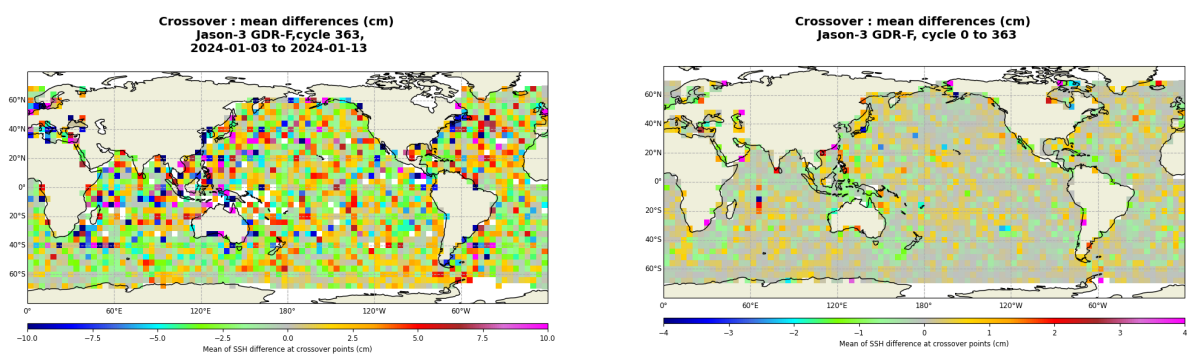 Crossover : mean differences (cm)
Jason-3 GDR-F,cycle 363,
2024-01-03 to 2024-01-13
60°N
40°N
20°N
0°
20°S
40°S
60°S
0° 60°E 120°E 180° 120°W 60°W
−10.0 −7.5 −5.0 −2.5 0.0 2.5 5.0 7.5 10.0
Mean of SSH difference at crossover points (cm)
Crossover : mean differences (cm)
Jason-3 GDR-F, cycle 0 to 363
60°N
40°N
20°N
0°
20°S
40°S
60°S
0° 60°E 120°E 180° 120°W 60°W
−4 −3 −2 −1 0 1 2 3 4
Mean of SSH difference at crossover points (cm)